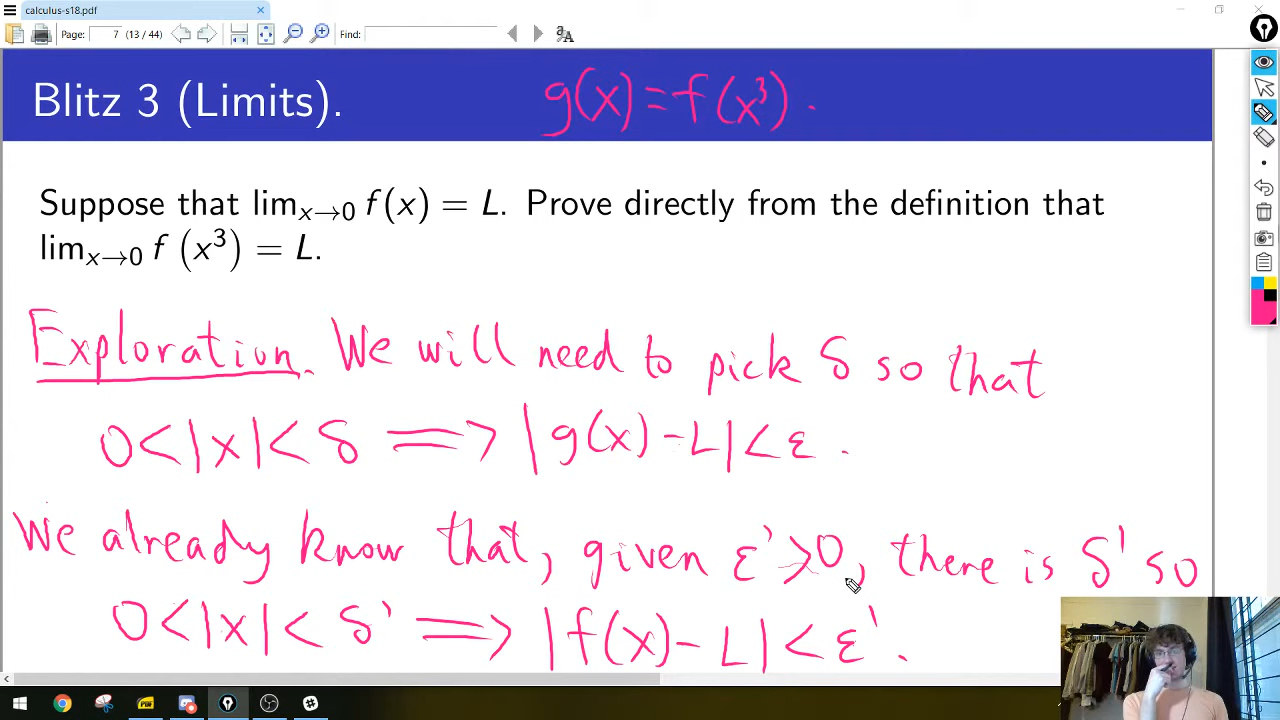 calculus-s18.pdf
Page: 7 (13 / 44) Find:
Blitz 3 (Limits). g(x) = f(x³).
Suppose that lim_{x→0} f(x) = L. Prove directly from the definition that
lim_{x→0} f(x³) = L.
Exploration. We will need to pick δ so that
0<|x|<δ ⟹ |g(x)-L|<ε.
We already know that, given ε'>0, there is δ' so
0<|x|<δ' ⟹ |f(x)-L|<ε'.